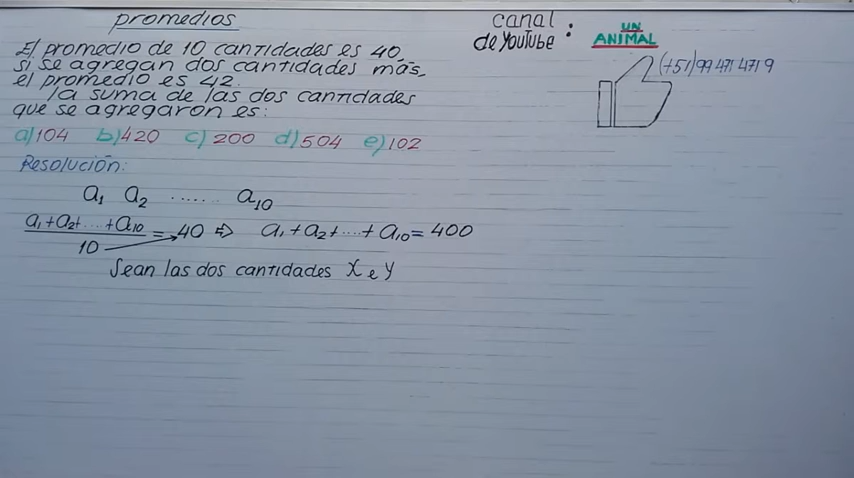 promedios
El promedio de 10 cantidades es 40,
si se agregan dos cantidades más,
el promedio es 42.
la suma de las dos cantidades
que se agregaron es:
a) 104 b) 420 c) 200 d) 504 e) 102
Resolución:
a₁ a₂ ...... a₁₀
a₁+a₂+...+a₁₀
10
= 40 ⇒ a₁+a₂+...+a₁₀ = 400
Sean las dos cantidades x e y
canal
de YouTube :
UN
ANIMAL
(+51) 99 471 4719